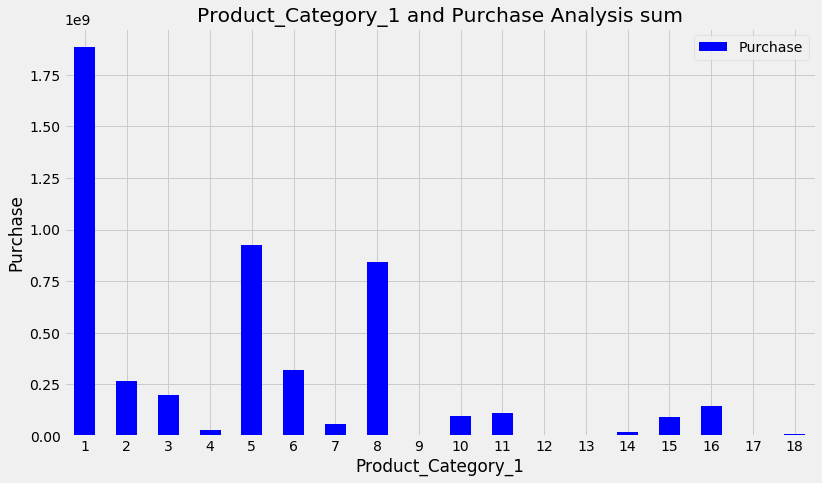 Product_Category_1 and Purchase Analysis sum
1e9
Purchase
1.75
1.50
1.25
1.00
0.75
0.50
0.25
0.00
Purchase
1 2 3 4 5 6 7 8 9 10 11 12 13 14 15 16 17 18
Product_Category_1